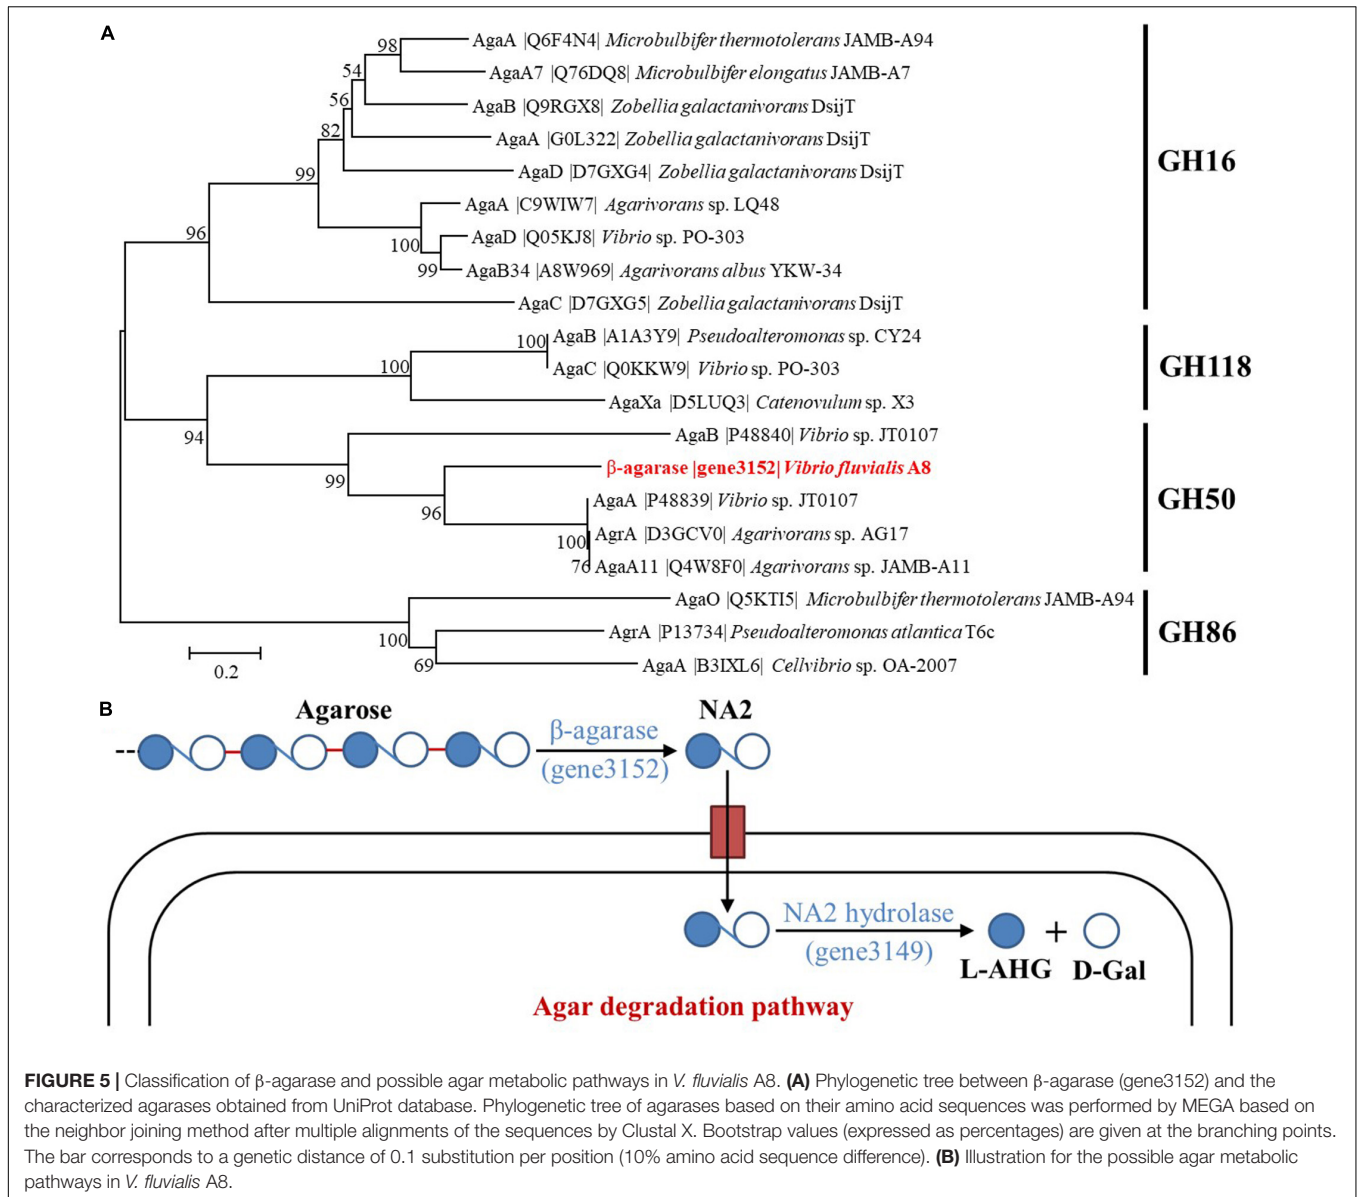 A
98
AgaA |Q6F4N4| Microbulbifer thermotolerans JAMB-A94
54
AgaA7 |Q76DQ8| Microbulbifer elongatus JAMB-A7
56
AgaB |Q9RGX8| Zobellia galactanivorans DsijT
82
AgaA |G0L322| Zobellia galactanivorans DsijT
99
AgaD |D7GXG4| Zobellia galactanivorans DsijT
GH16
AgaA |C9WIW7| Agarivorans sp. LQ48
96
100
AgaD |Q05KJ8| Vibrio sp. PO-303
99
AgaB34 |A8W969| Agarivorans albus YKW-34
AgaC |D7GXG5| Zobellia galactanivorans DsijT
100
AgaB |A1A3Y9| Pseudoalteromonas sp. CY24
100
AgaC |Q0KKW9| Vibrio sp. PO-303
GH118
AgaXa |D5LUQ3| Catenovulum sp. X3
94
AgaB |P48840| Vibrio sp. JT0107
99
β-agarase |gene3152| Vibrio fluvialis A8
96
AgaA |P48839| Vibrio sp. JT0107
GH50
100
AgrA |D3GCV0| Agarivorans sp. AG17
76
AgaA11 |Q4W8F0| Agarivorans sp. JAMB-A11
AgaO |Q5KTI5| Microbulbifer thermotolerans JAMB-A94
100
AgrA |P13734| Pseudoalteromonas atlantica T6c
GH86
69
AgaA |B3IXL6| Cellvibrio sp. OA-2007
0.2
B
Agarose
NA2
β-agarase
(gene3152)
NA2 hydrolase
(gene3149)
+
L-AHG
D-Gal
Agar degradation pathway
FIGURE 5 | Classification of β-agarase and possible agar metabolic pathways in V. fluvialis A8. (A) Phylogenetic tree between β-agarase (gene3152) and the
characterized agarases obtained from UniProt database. Phylogenetic tree of agarases based on their amino acid sequences was performed by MEGA based on
the neighbor joining method after multiple alignments of the sequences by Clustal X. Bootstrap values (expressed as percentages) are given at the branching points.
The bar corresponds to a genetic distance of 0.1 substitution per position (10% amino acid sequence difference). (B) Illustration for the possible agar metabolic
pathways in V. fluvialis A8.